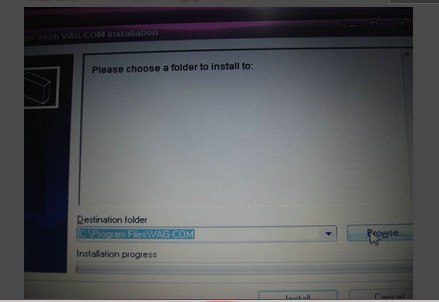 Tech VAG-COM Installation
Please choose a folder to install to:
Destination folder
C:\Program Files\VAG-COM
Browse...
Installation progress
Install
Cancel